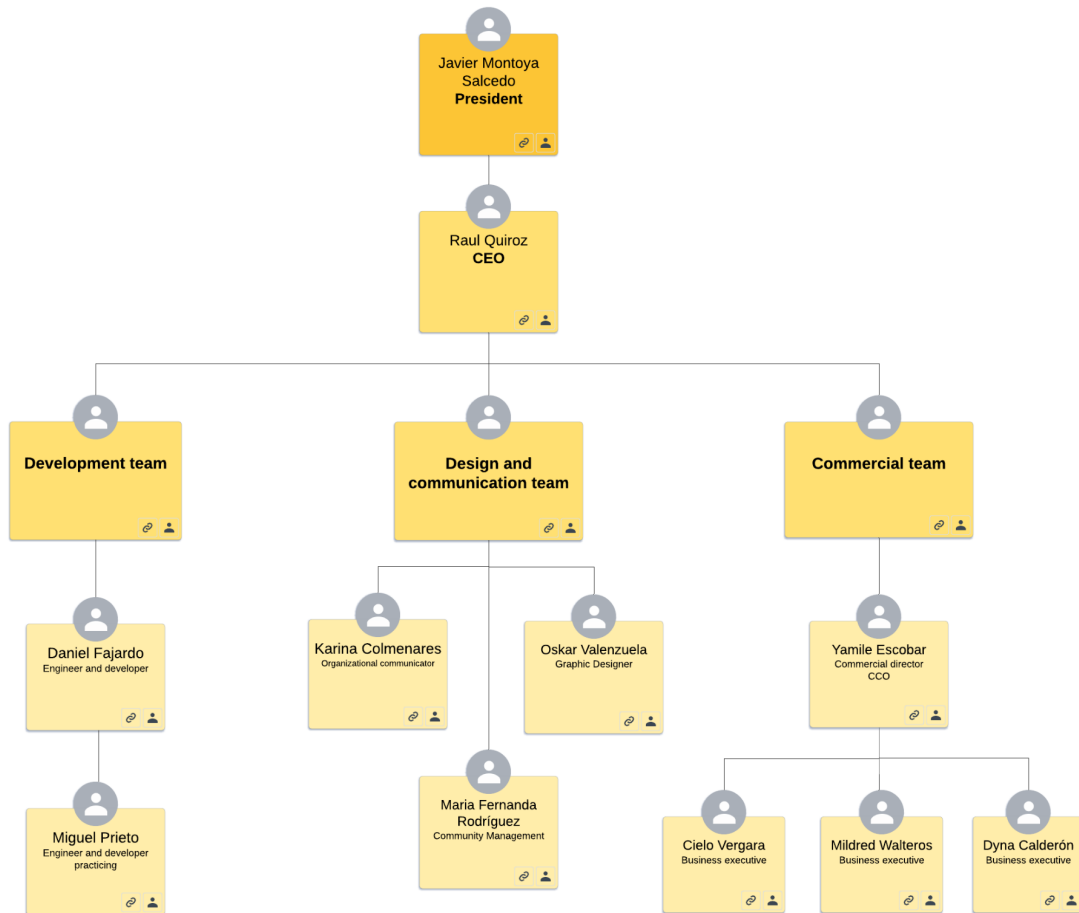 Javier Montoya
Salcedo
President
Raul Quiroz
CEO
Development team
Design and
communication team
Commercial team
Daniel Fajardo
Engineer and developer
Karina Colmenares
Organizational communicator
Oskar Valenzuela
Graphic Designer
Yamile Escobar
Commercial director
CCO
Miguel Prieto
Engineer and developer
practicing
Maria Fernanda
Rodríguez
Community Management
Cielo Vergara
Business executive
Mildred Walteros
Business executive
Dyna Calderón
Business executive